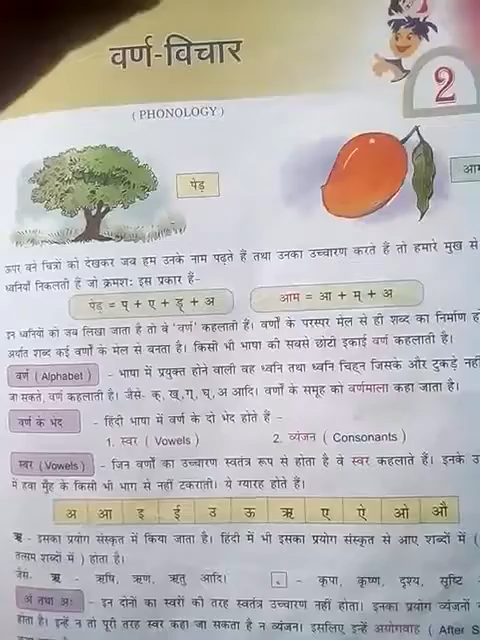 वर्ण-विचार
2
( PHONOLOGY )
पेड़
आम
ऊपर बने चित्रों को देखकर जब हम उनके नाम पढ़ते हैं तथा उनका उच्चारण करते हैं तो हमारे मुख से
ध्वनियाँ निकलती हैं जो क्रमशः इस प्रकार हैं-
पेड़ = प् + ए + ड़् + अ
आम = आ + म् + अ
इन ध्वनियों को जब लिखा जाता है तो वे 'वर्ण' कहलाती हैं। वर्णों के परस्पर मेल से ही शब्द का निर्माण
अर्थात शब्द कई वर्णों के मेल से बनता है। किसी भी भाषा की सबसे छोटी इकाई वर्ण कहलाती है।
वर्ण (Alphabet) - भाषा में प्रयुक्त होने वाली वह ध्वनि तथा ध्वनि चिह्न जिसके और टुकड़े नहीं
जा सकते, वर्ण कहलाती है। जैसे- क्, ख्, ग्, घ्, अ आदि। वर्णों के समूह को वर्णमाला कहा जाता है।
वर्ण के भेद - हिंदी भाषा में वर्ण के दो भेद होते हैं -
1. स्वर ( Vowels ) 2. व्यंजन ( Consonants )
स्वर (Vowels) - जिन वर्णों का उच्चारण स्वतंत्र रूप से होता है वे स्वर कहलाते हैं। इनके
में हवा मुँह के किसी भी भाग से नहीं टकराती। ये ग्यारह होते हैं।
अ आ इ ई उ ऊ ऋ ए ऐ ओ औ
ऋ - इसका प्रयोग संस्कृत में किया जाता है। हिंदी में भी इसका प्रयोग संस्कृत से आए शब्दों में (
तत्सम शब्दों में ) होता है।
जैसे- ऋ - ऋषि, ऋण, ऋतु आदि। - कृपा, कृष्ण, दृश्य, सृष्टि
अं तथा अः - इन दोनों का स्वरों की तरह स्वतंत्र उच्चारण नहीं होता। इनका प्रयोग व्यंजनों
होता है। इन्हें न तो पूरी तरह स्वर कहा जा सकता है न व्यंजन। इसलिए इन्हें अयोगवाह ( After S